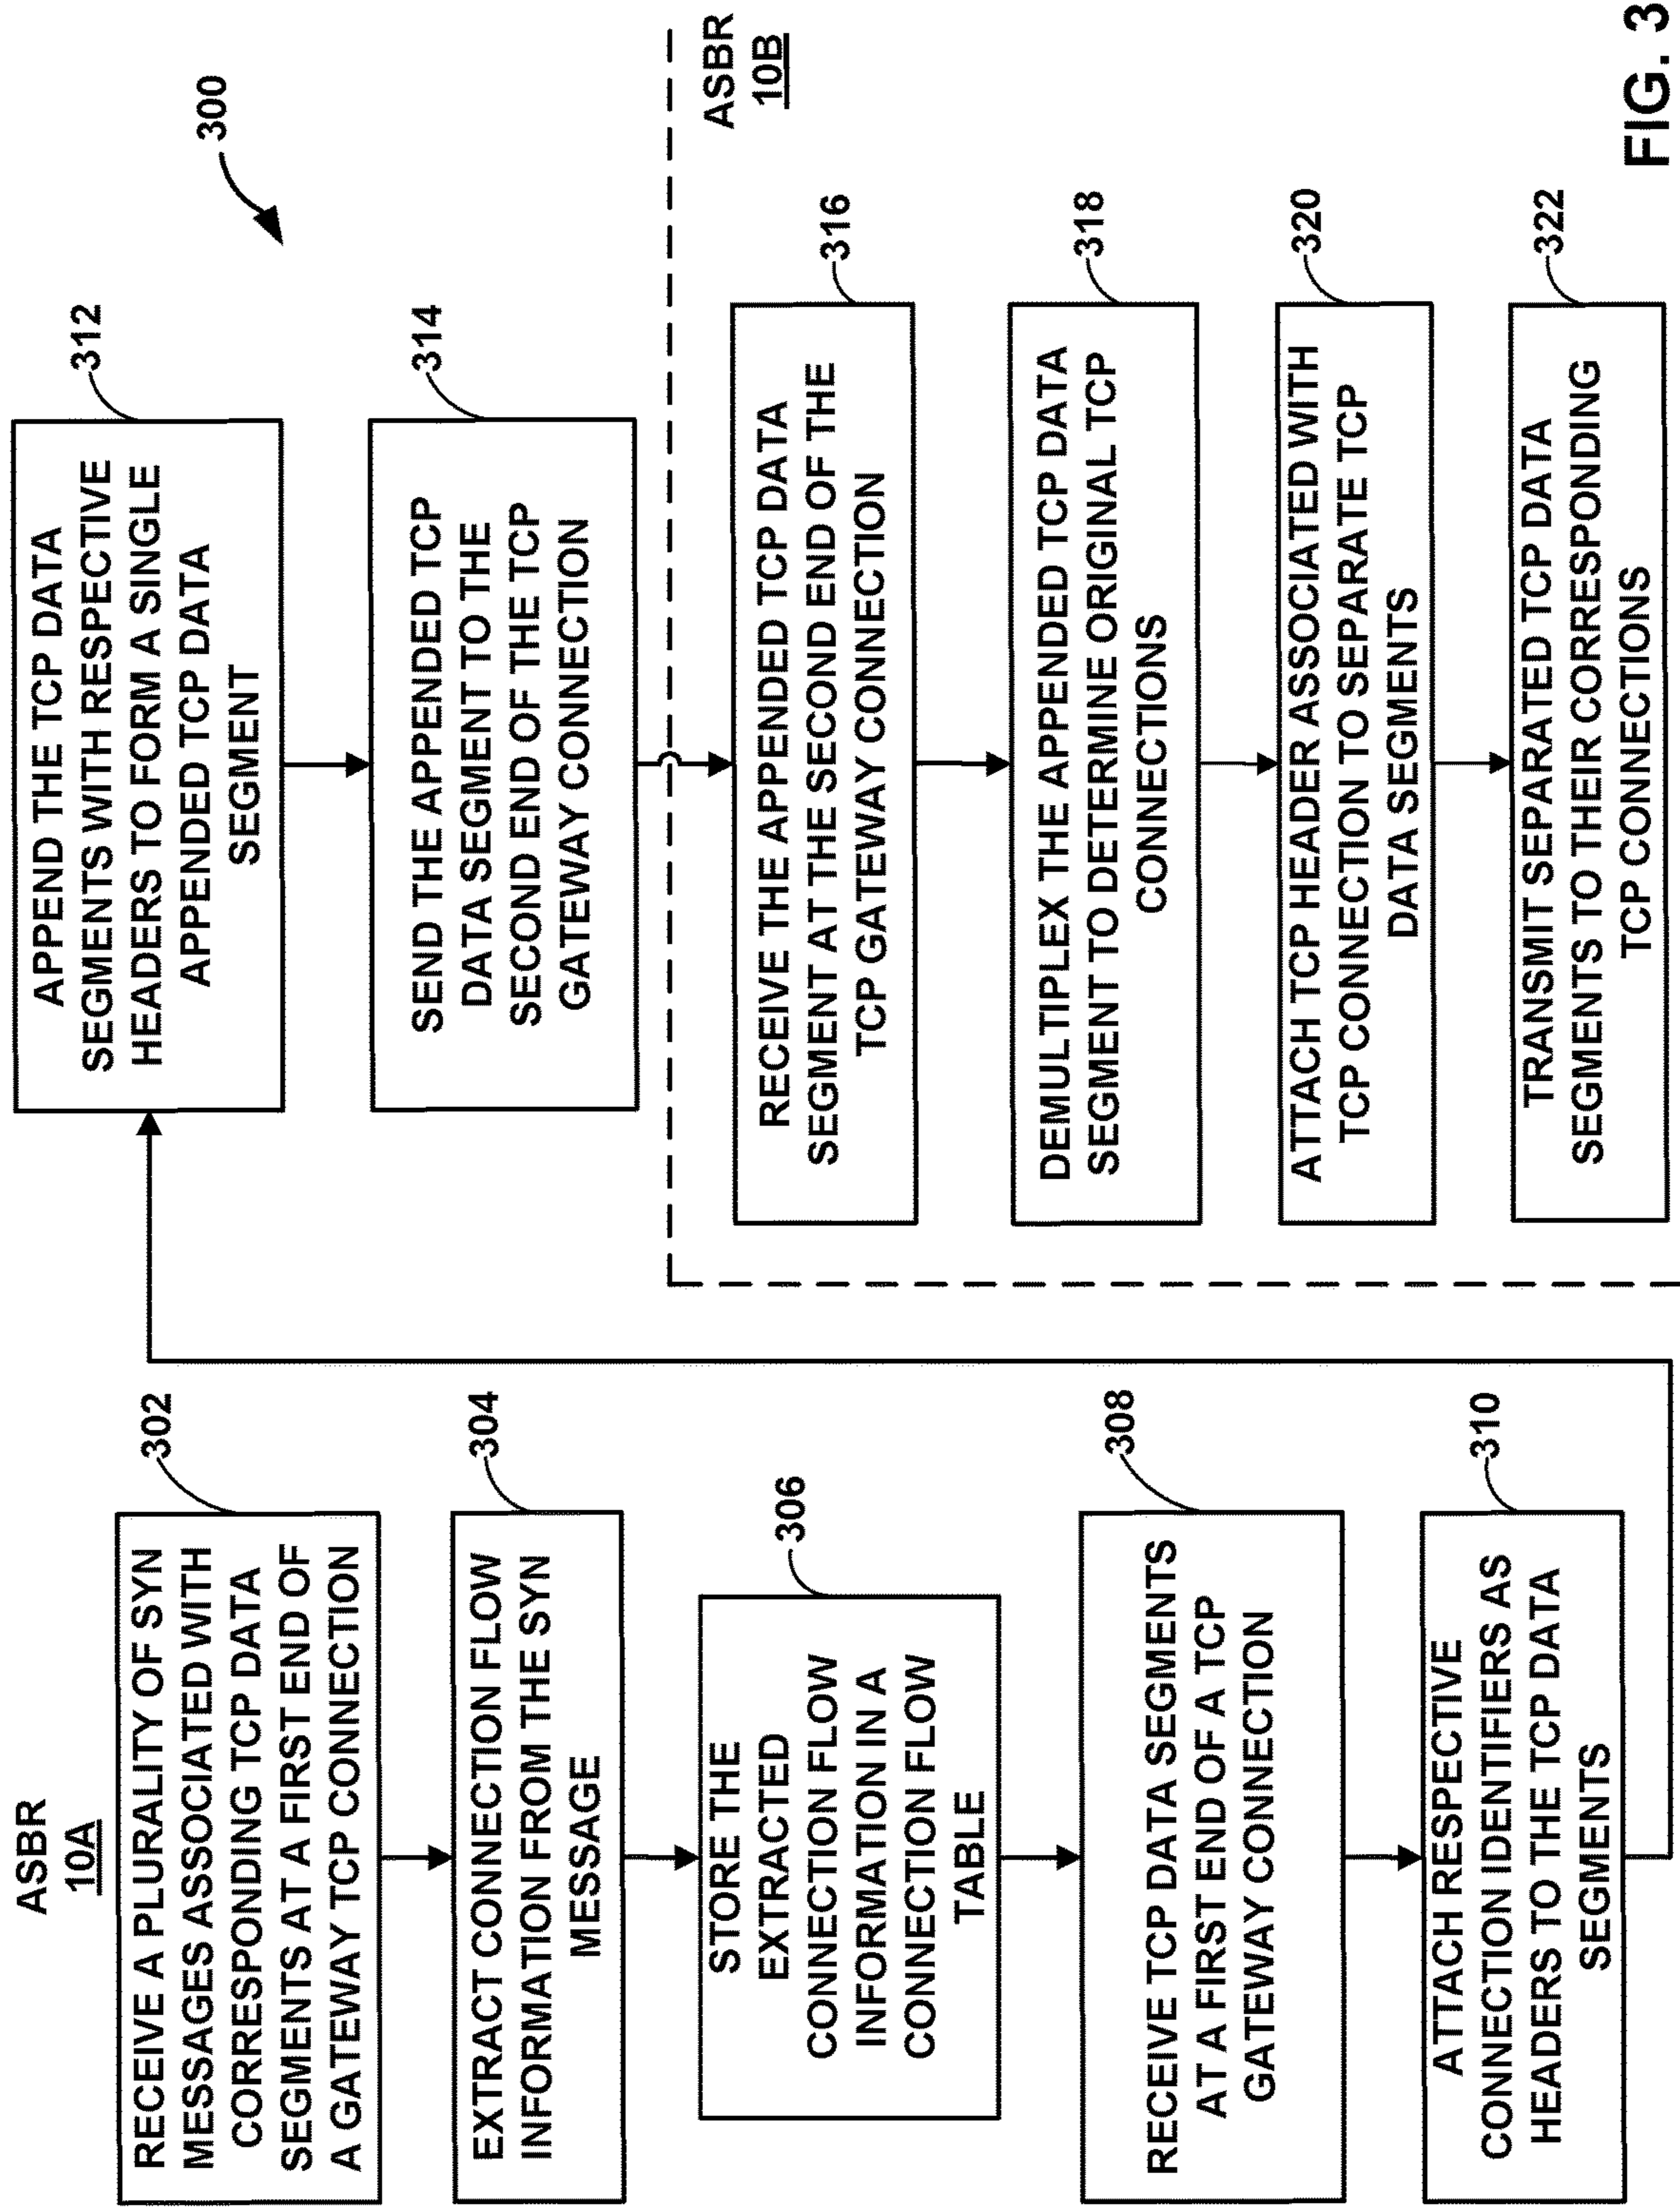 ASBR
10A
RECEIVE A PLURALITY OF SYN
MESSAGES ASSOCIATED WITH
CORRESPONDING TCP DATA
SEGMENTS AT A FIRST END OF
A GATEWAY TCP CONNECTION
302
EXTRACT CONNECTION FLOW
INFORMATION FROM THE SYN
MESSAGE
304
STORE THE
EXTRACTED
CONNECTION FLOW
INFORMATION IN A
CONNECTION FLOW
TABLE
306
RECEIVE TCP DATA SEGMENTS
AT A FIRST END OF A TCP
GATEWAY CONNECTION
308
ATTACH RESPECTIVE
CONNECTION IDENTIFIERS AS
HEADERS TO THE TCP DATA
SEGMENTS
310
300
APPEND THE TCP DATA
SEGMENTS WITH RESPECTIVE
HEADERS TO FORM A SINGLE
APPENDED TCP DATA
SEGMENT
312
SEND THE APPENDED TCP
DATA SEGMENT TO THE
SECOND END OF THE TCP
GATEWAY CONNECTION
314
ASBR
10B
RECEIVE THE APPENDED TCP DATA
SEGMENT AT THE SECOND END OF THE
TCP GATEWAY CONNECTION
316
DEMULTIPLEX THE APPENDED TCP DATA
SEGMENT TO DETERMINE ORIGINAL TCP
CONNECTIONS
318
ATTACH TCP HEADER ASSOCIATED WITH
TCP CONNECTION TO SEPARATE TCP
DATA SEGMENTS
320
TRANSMIT SEPARATED TCP DATA
SEGMENTS TO THEIR CORRESPONDING
TCP CONNECTIONS
322
FIG. 3